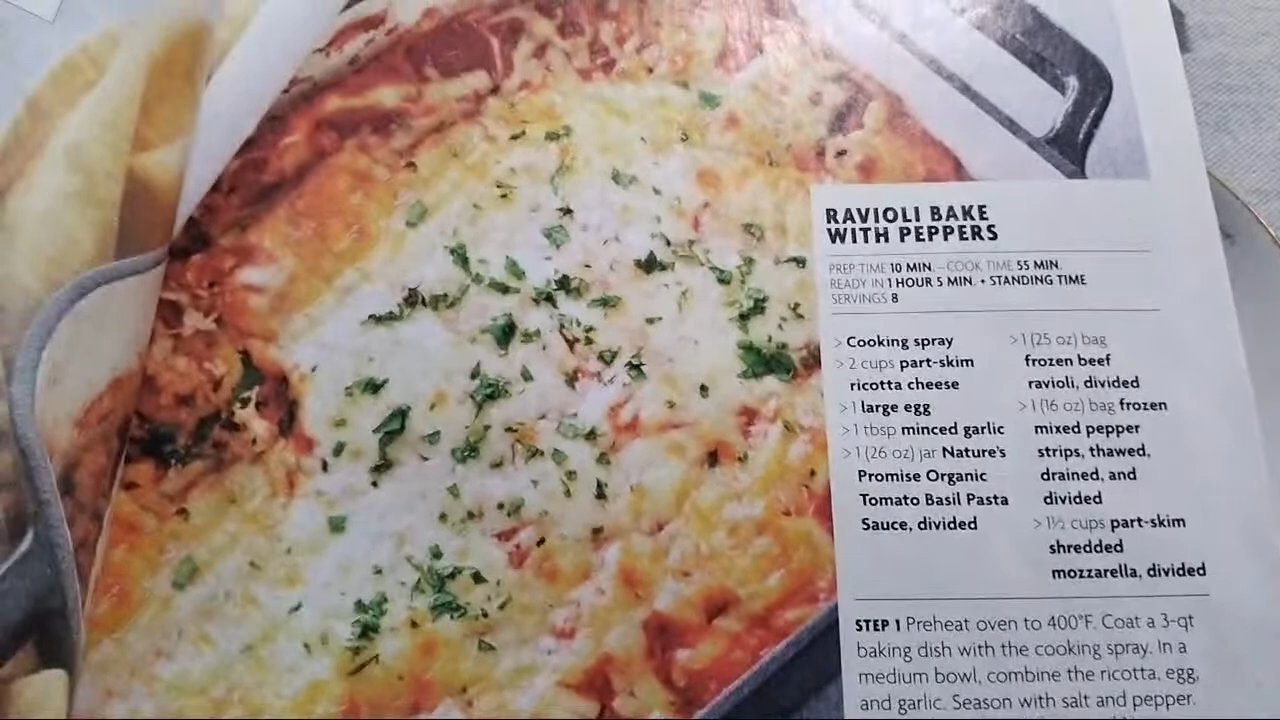 RAVIOLI BAKE
WITH PEPPERS
PREP TIME 10 MIN. – COOK TIME 55 MIN.
READY IN 1 HOUR 5 MIN. + STANDING TIME
SERVINGS 8
> Cooking spray
> 2 cups part-skim
ricotta cheese
> 1 large egg
> 1 tbsp minced garlic
> 1 (26 oz) jar Nature's
Promise Organic
Tomato Basil Pasta
Sauce, divided
> 1 (25 oz) bag
frozen beef
ravioli, divided
> 1 (16 oz) bag frozen
mixed pepper
strips, thawed,
drained, and
divided
> 1½ cups part-skim
shredded
mozzarella, divided
STEP 1 Preheat oven to 400°F. Coat a 3-qt
baking dish with the cooking spray. In a
medium bowl, combine the ricotta, egg,
and garlic. Season with salt and pepper.